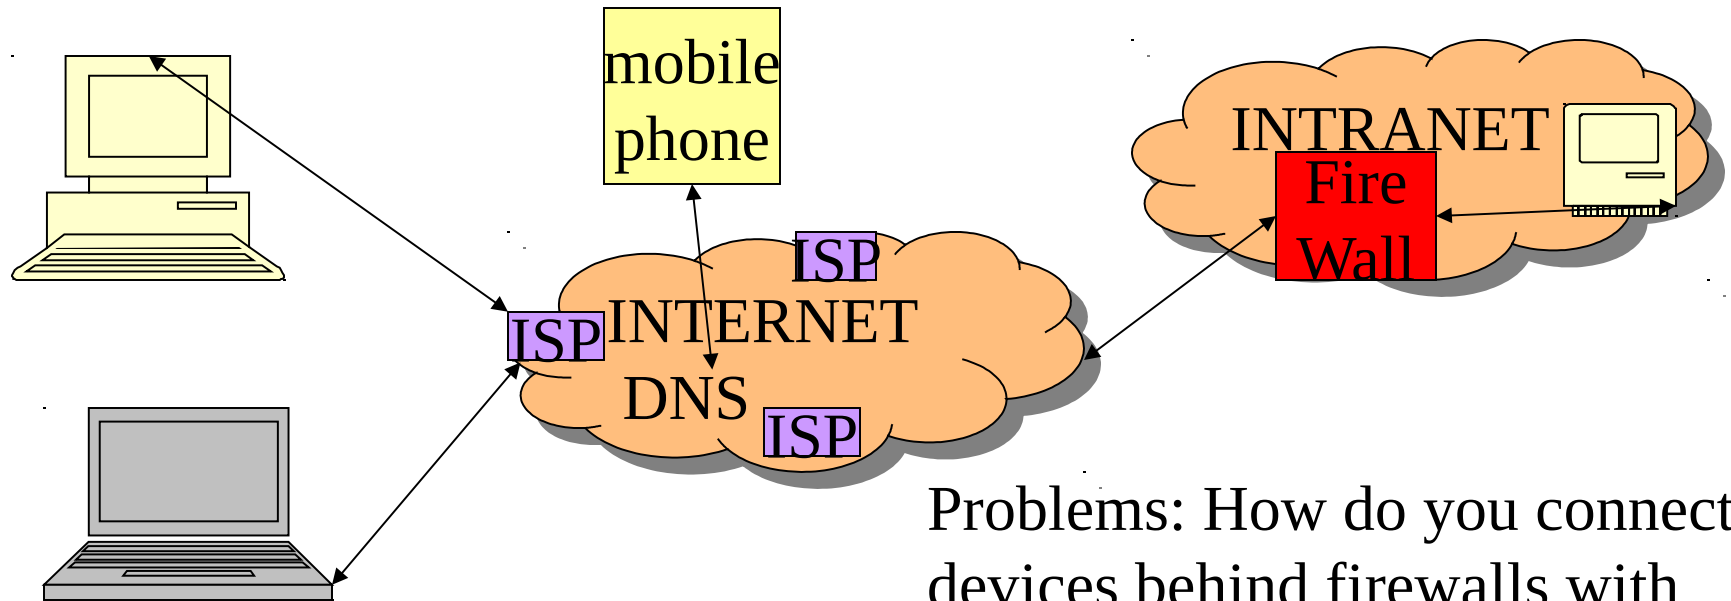 mobile
phone
INTRANET
Fire
Wall
ISP
INTERNET
ISP
DNS
ISP
Problems: How do you connect
devices behind firewalls with